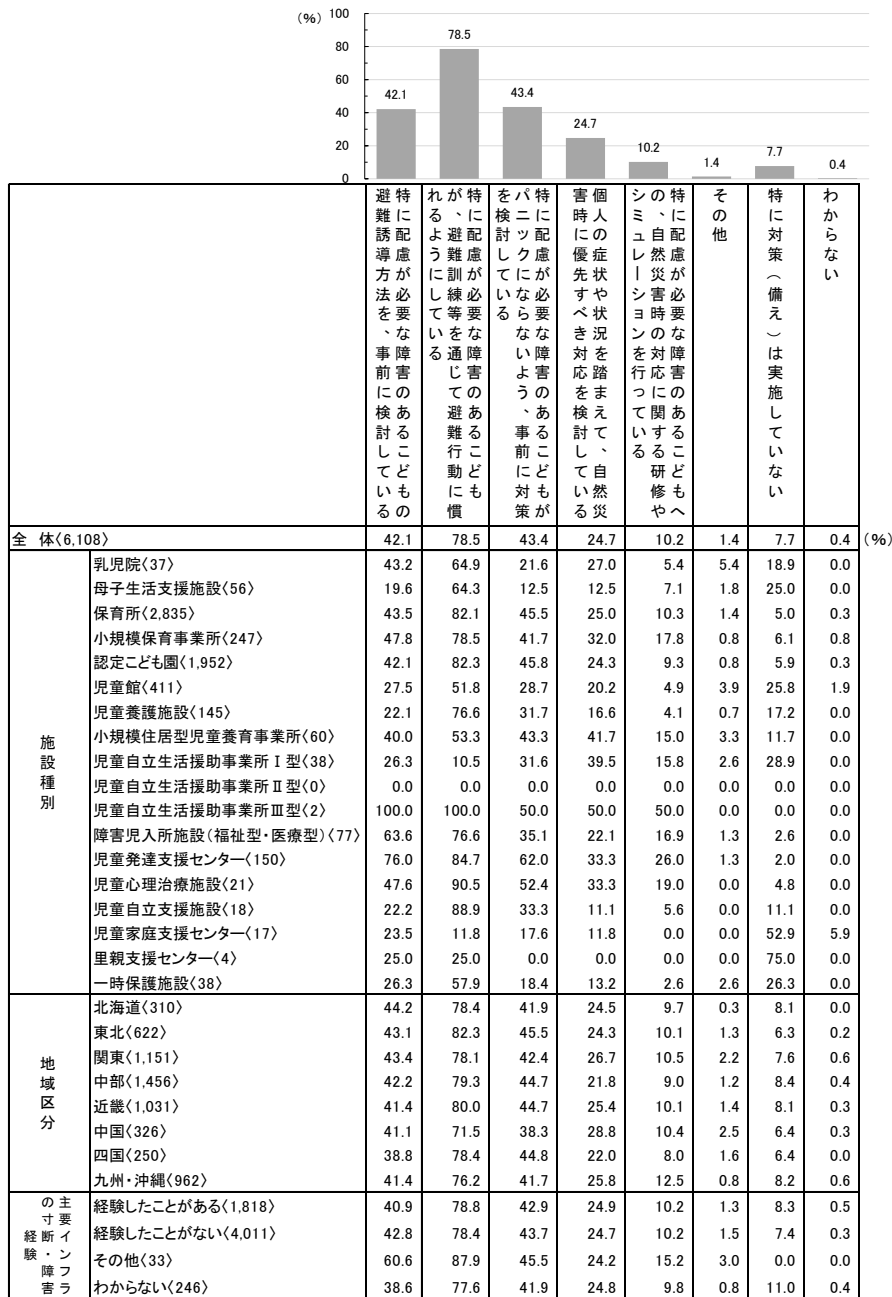 (%) 100
80
60
40
20
0
42.1
78.5
43.4
24.7
10.2
1.4
7.7
0.4
特に配慮が必要な障害のあるこどもの
避難誘導方法を、事前に検討している
特に配慮が必要な障害のあるこども
が、避難訓練等を通じて避難行動に慣
れるようにしている
特に配慮が必要な障害のあるこどもが
パニックにならないよう、事前に対策
を検討している
個人の症状や状況を踏まえて、自然災
害時に優先すべき対応を検討している
特に配慮が必要な障害のあるこどもへ
の、自然災害時の対応に関する研修や
シミュレーションを行っている
その他
特に対策(備え)は実施していない
わからない
全 体〈6,108〉 42.1 78.5 43.4 24.7 10.2 1.4 7.7 0.4 (%)
施設種別
乳児院〈37〉 43.2 64.9 21.6 27.0 5.4 5.4 18.9 0.0
母子生活支援施設〈56〉 19.6 64.3 12.5 12.5 7.1 1.8 25.0 0.0
保育所〈2,835〉 43.5 82.1 45.5 25.0 10.3 1.4 5.0 0.3
小規模保育事業所〈247〉 47.8 78.5 41.7 32.0 17.8 0.8 6.1 0.8
認定こども園〈1,952〉 42.1 82.3 45.8 24.3 9.3 0.8 5.9 0.3
児童館〈411〉 27.5 51.8 28.7 20.2 4.9 3.9 25.8 1.9
児童養護施設〈145〉 22.1 76.6 31.7 16.6 4.1 0.7 17.2 0.0
小規模住居型児童養育事業所〈60〉 40.0 53.3 43.3 41.7 15.0 3.3 11.7 0.0
児童自立生活援助事業所Ⅰ型〈38〉 26.3 10.5 31.6 39.5 15.8 2.6 28.9 0.0
児童自立生活援助事業所Ⅱ型〈0〉 0.0 0.0 0.0 0.0 0.0 0.0 0.0 0.0
児童自立生活援助事業所Ⅲ型〈2〉 100.0 100.0 50.0 50.0 50.0 0.0 0.0 0.0
障害児入所施設(福祉型・医療型)〈77〉 63.6 76.6 35.1 22.1 16.9 1.3 2.6 0.0
児童発達支援センター〈150〉 76.0 84.7 62.0 33.3 26.0 1.3 2.0 0.0
児童心理治療施設〈21〉 47.6 90.5 52.4 33.3 19.0 0.0 4.8 0.0
児童自立支援施設〈18〉 22.2 88.9 33.3 11.1 5.6 0.0 11.1 0.0
児童家庭支援センター〈17〉 23.5 11.8 17.6 11.8 0.0 0.0 52.9 5.9
里親支援センター〈4〉 25.0 25.0 0.0 0.0 0.0 0.0 75.0 0.0
一時保護施設〈38〉 26.3 57.9 18.4 13.2 2.6 2.6 26.3 0.0
地域区分
北海道〈310〉 44.2 78.4 41.9 24.5 9.7 0.3 8.1 0.0
東北〈622〉 43.1 82.3 45.5 24.3 10.1 1.3 6.3 0.2
関東〈1,151〉 43.4 78.1 42.4 26.7 10.5 2.2 7.6 0.6
中部〈1,456〉 42.2 79.3 44.7 21.8 9.0 1.2 8.4 0.4
近畿〈1,031〉 41.4 80.0 44.7 25.4 10.1 1.4 8.1 0.3
中国〈326〉 41.1 71.5 38.3 28.8 10.4 2.5 6.4 0.3
四国〈250〉 38.8 78.4 44.8 22.0 8.0 1.6 6.4 0.0
九州・沖縄〈962〉 41.4 76.2 41.7 25.8 12.5 0.8 8.2 0.6
主要インフラ
の寸断・障害
経験
経験したことがある〈1,818〉 40.9 78.8 42.9 24.9 10.2 1.3 8.3 0.5
経験したことがない〈4,011〉 42.8 78.4 43.7 24.7 10.2 1.5 7.4 0.3
その他〈33〉 60.6 87.9 45.5 24.2 15.2 3.0 0.0 0.0
わからない〈246〉 38.6 77.6 41.9 24.8 9.8 0.8 11.0 0.4